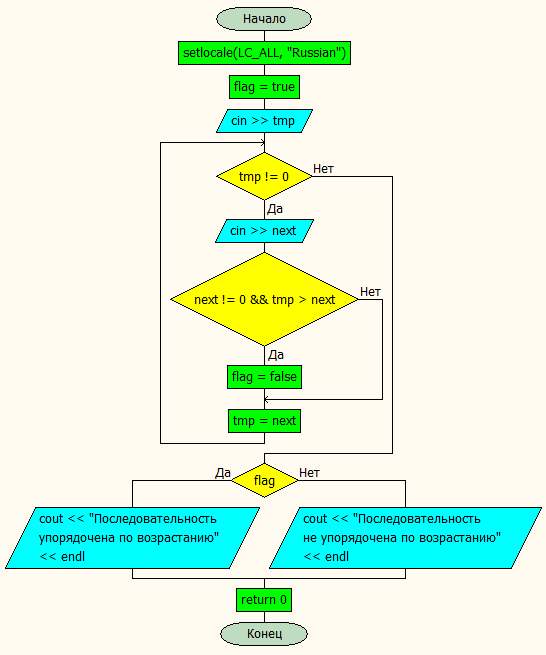 Начало
setlocale(LC_ALL, "Russian")
flag = true
cin >> tmp
tmp != 0
Нет
Да
cin >> next
next != 0 && tmp > next
Нет
Да
flag = false
tmp = next
Да
flag
Нет
cout << "Последовательность
упорядочена по возрастанию"
<< endl
cout << "Последовательность
не упорядочена по возрастанию"
<< endl
return 0
Конец